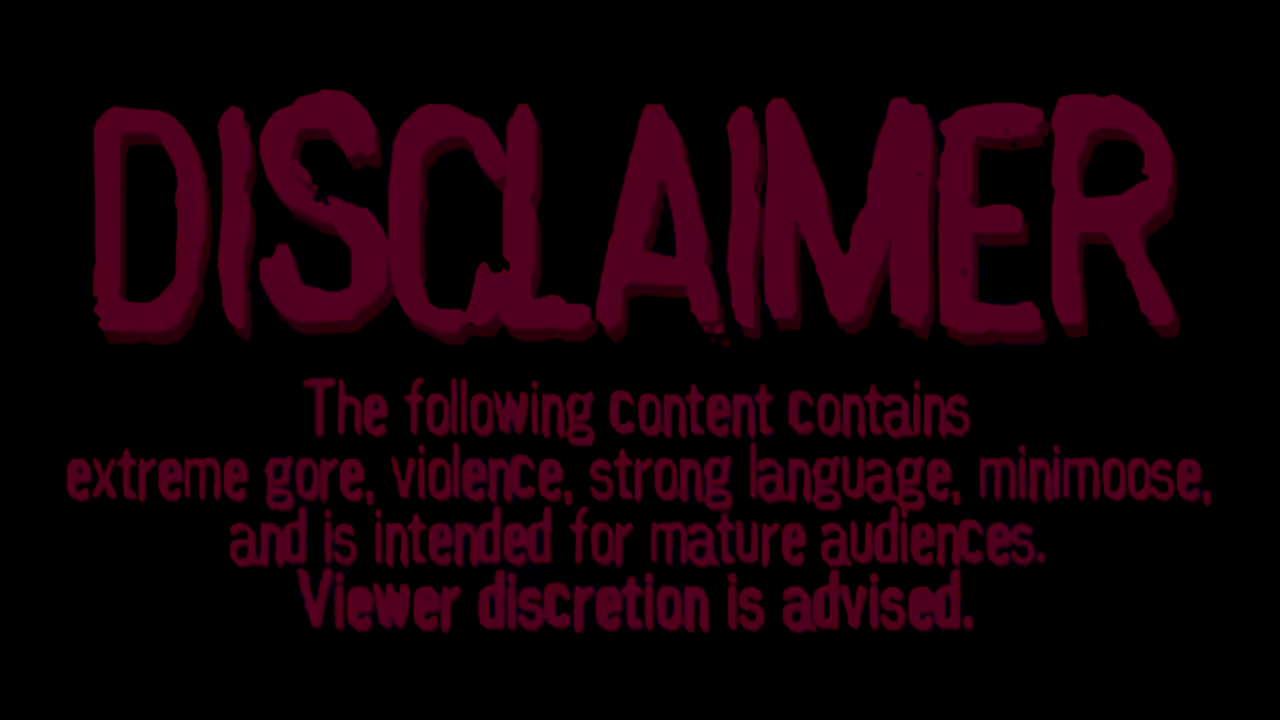 DISCLAIMER
The following content contains
extreme gore, violence, strong language, minimoose,
and is intended for mature audiences.
Viewer discretion is advised.